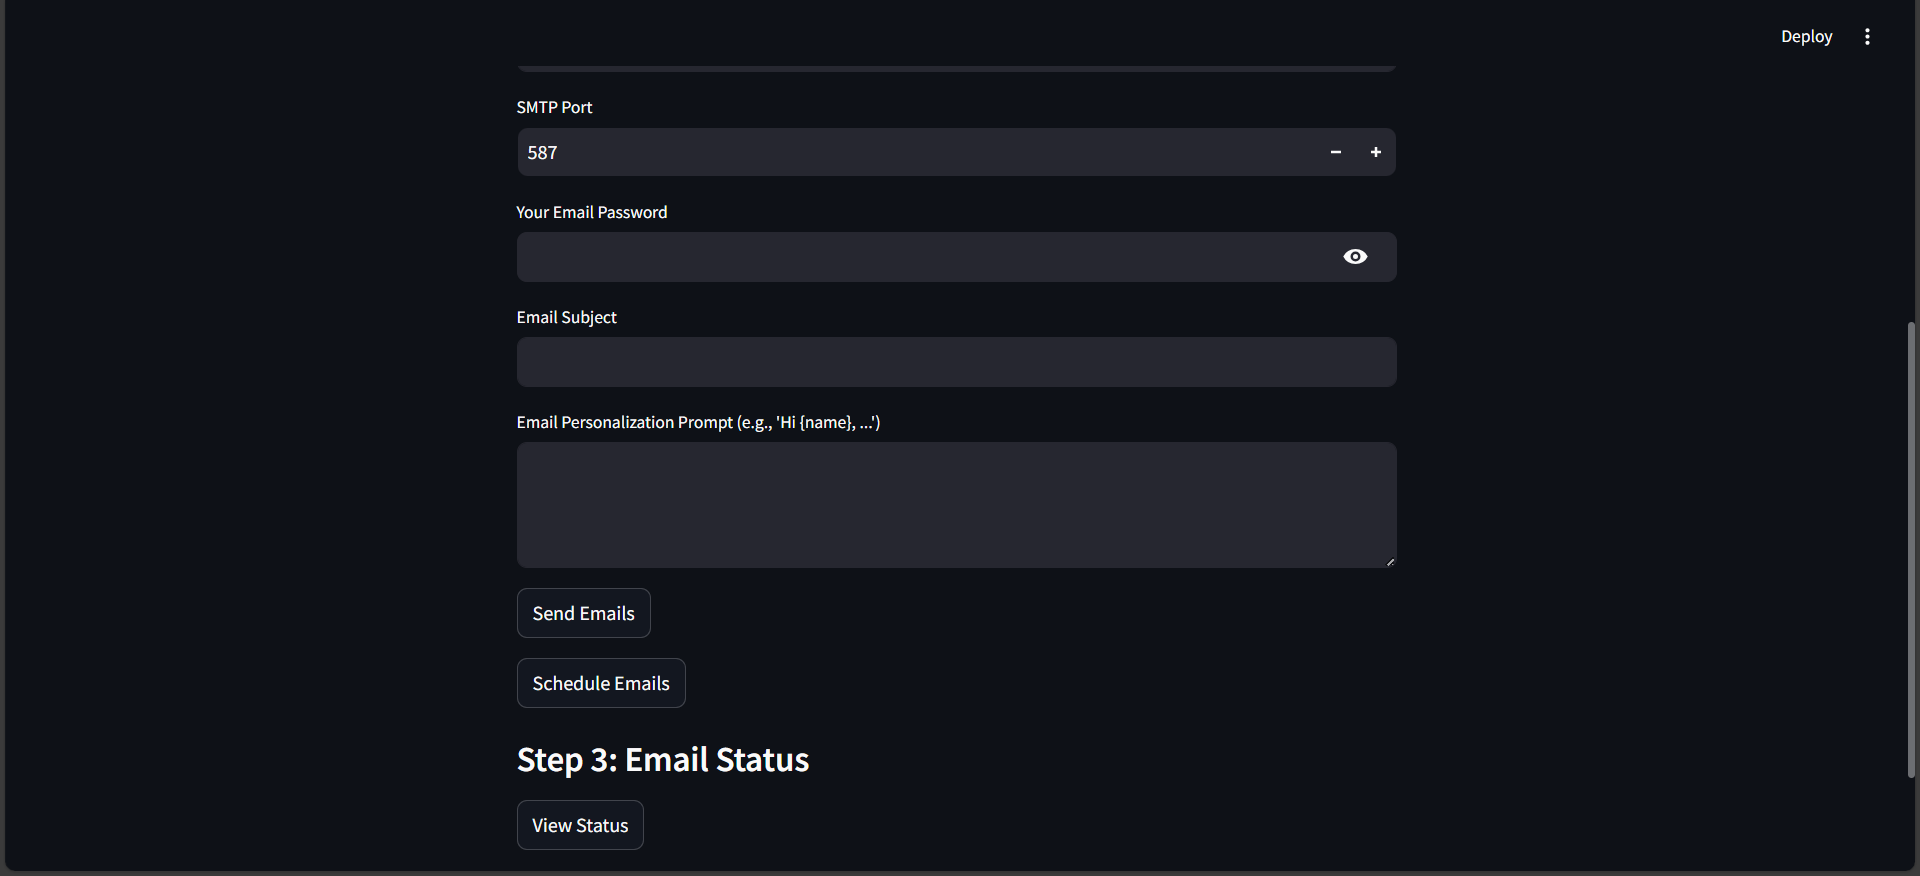 Deploy
SMTP Port
587
Your Email Password
Email Subject
Email Personalization Prompt (e.g., 'Hi {name}, ...')
Send Emails
Schedule Emails
Step 3: Email Status
View Status